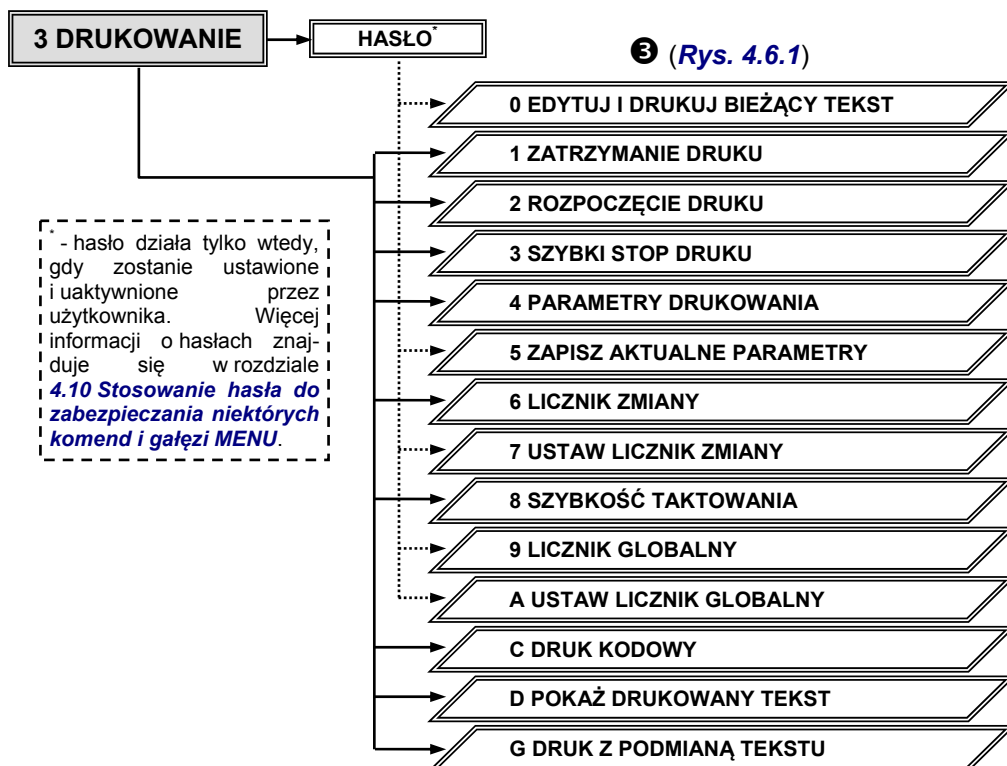 3 DRUKOWANIE
HASŁO*
❸ (Rys. 4.6.1)
0 EDYTUJ I DRUKUJ BIEŻĄCY TEKST
1 ZATRZYMANIE DRUKU
2 ROZPOCZĘCIE DRUKU
3 SZYBKI STOP DRUKU
4 PARAMETRY DRUKOWANIA
5 ZAPISZ AKTUALNE PARAMETRY
6 LICZNIK ZMIANY
7 USTAW LICZNIK ZMIANY
8 SZYBKOŚĆ TAKTOWANIA
9 LICZNIK GLOBALNY
A USTAW LICZNIK GLOBALNY
C DRUK KODOWY
D POKAŻ DRUKOWANY TEKST
G DRUK Z PODMIANĄ TEKSTU
* - hasło działa tylko wtedy,
gdy zostanie ustawione
i uaktywnione przez
użytkownika. Więcej
informacji o hasłach znaj-
duje się w rozdziale
4.10 Stosowanie hasła do
zabezpieczania niektórych
komend i gałęzi MENU.